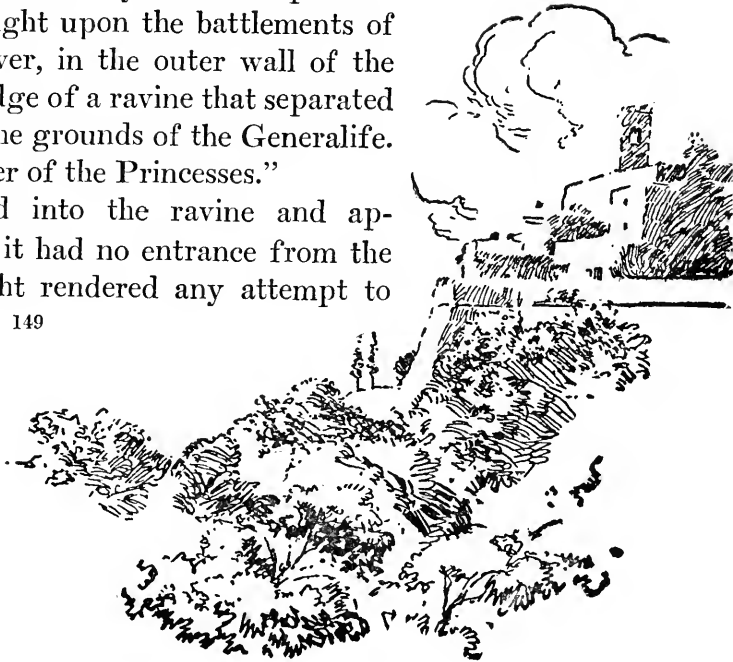 ught upon the battlements of
ver, in the outer wall of the
dge of a ravine that separated
he grounds of the Generalife.
er of the Princesses.”
d into the ravine and ap-
it had no entrance from the
ht rendered any attempt to
149